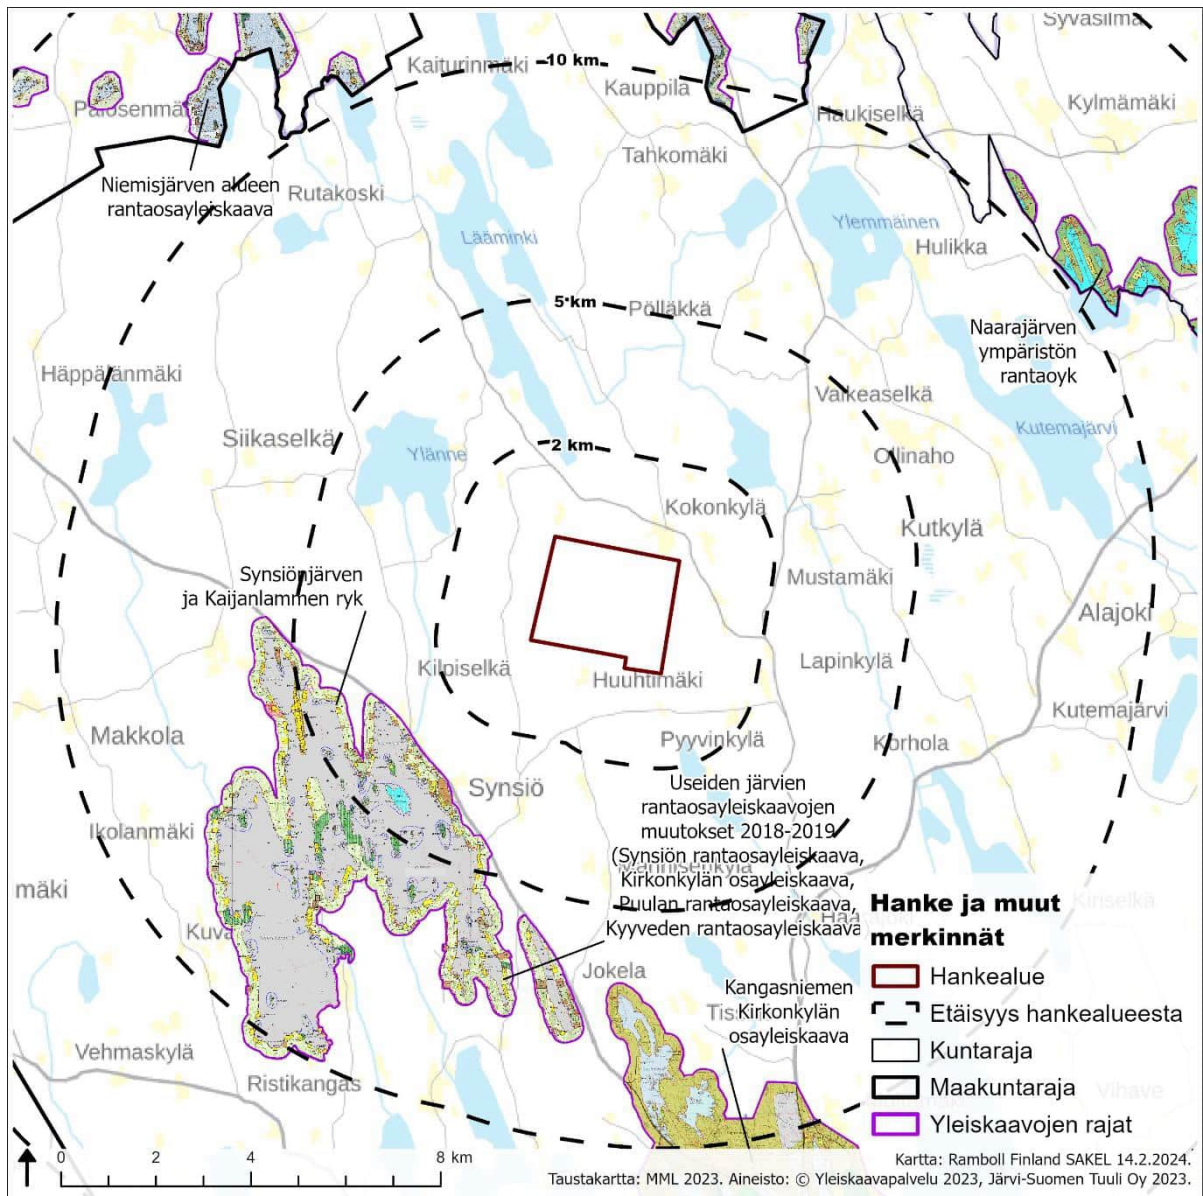 Syväsilmä
Kaiturinmäki
10 km
Kauppila
Kylmämäki
Haukiselkä
Tahkomäki
Niemisjärven alueen
rantaosayleiskaava
Rutakoski
Lääminki
Ylemmäinen
Hulikka
5 km
Pölläkkä
Naarajärven
ympäristön
rantaoyk
Häppälänmäki
Valkeaselkä
Siikaselkä
Ylänne
2 km
Kutemajärvi
Ollinaho
Kokonkylä
Kutkylä
Synsiönjärven
ja Kaijanlammen ryk
Mustamäki
Alajoki
Kilpiselkä
Huuhtimäki
Lapinkylä
Kutemajärvi
Makkola
Pyyvinkylä
Korhola
Synsiö
Useiden järvien
rantaosayleiskaavojen
muutokset 2018-2019
(Synsiön rantaosayleiskaava,
Kirkonkylän osayleiskaava,
Puulan rantaosayleiskaava,
Kyyveden rantaosayleiskaava
Ikolanmäki
mäki
Kuva
Jokela
Kangasniemen
Kirkonkylän
osayleiskaava
Tiss
Vehmaskylä
Ristikangas
Hanke ja muut
merkinnät
Hankealue
Etäisyys hankealueesta
Kuntaraja
Maakuntaraja
Yleiskaavojen rajat
Kiriselkä
Vihave
0 2 4 8 km
Kartta: Ramboll Finland SAKEL 14.2.2024.
Taustakartta: MML 2023. Aineisto: © Yleiskaavapalvelu 2023, Järvi-Suomen Tuuli Oy 2023.